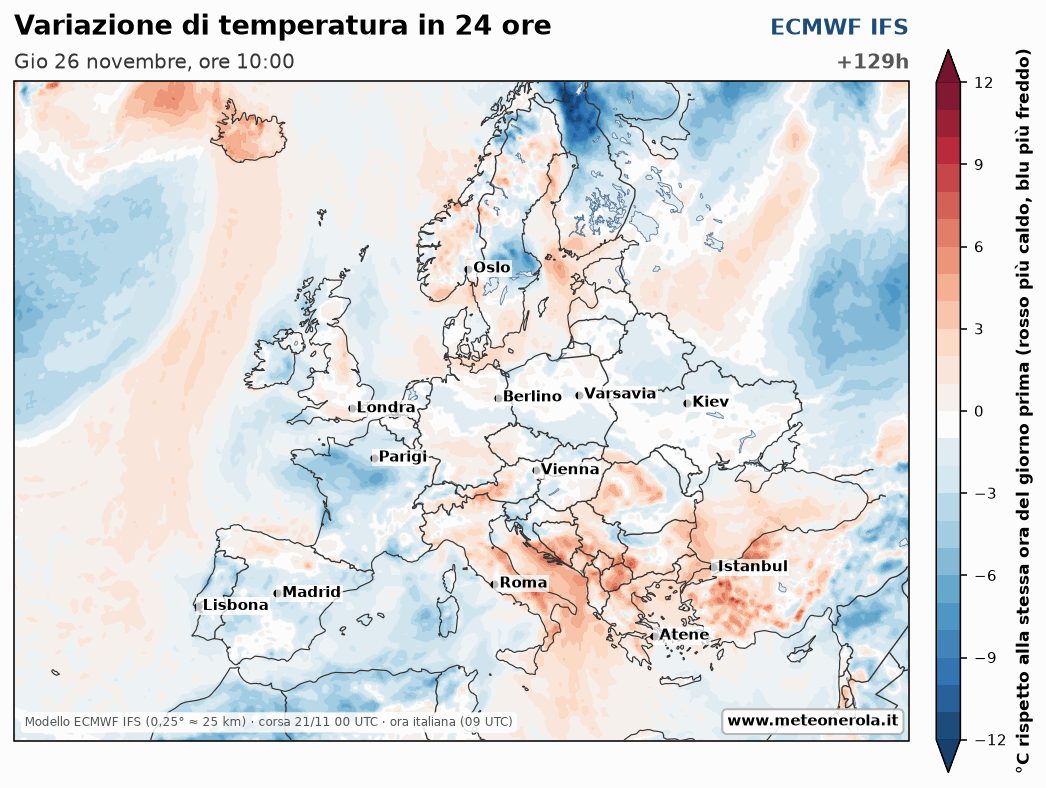 Variazione di temperatura in 24 ore
ECMWF IFS
Gio 26 novembre, ore 10:00
+129h
Oslo
Londra
Berlino
Varsavia
Kiev
Parigi
Vienna
Istanbul
Roma
Madrid
Lisbona
Atene
Modello ECMWF IFS (0,25° ≈ 25 km) · corsa 21/11 00 UTC · ora italiana (09 UTC)
www.meteonerola.it
12
9
6
3
0
−3
−6
−9
−12
°C rispetto alla stessa ora del giorno prima (rosso più caldo, blu più freddo)